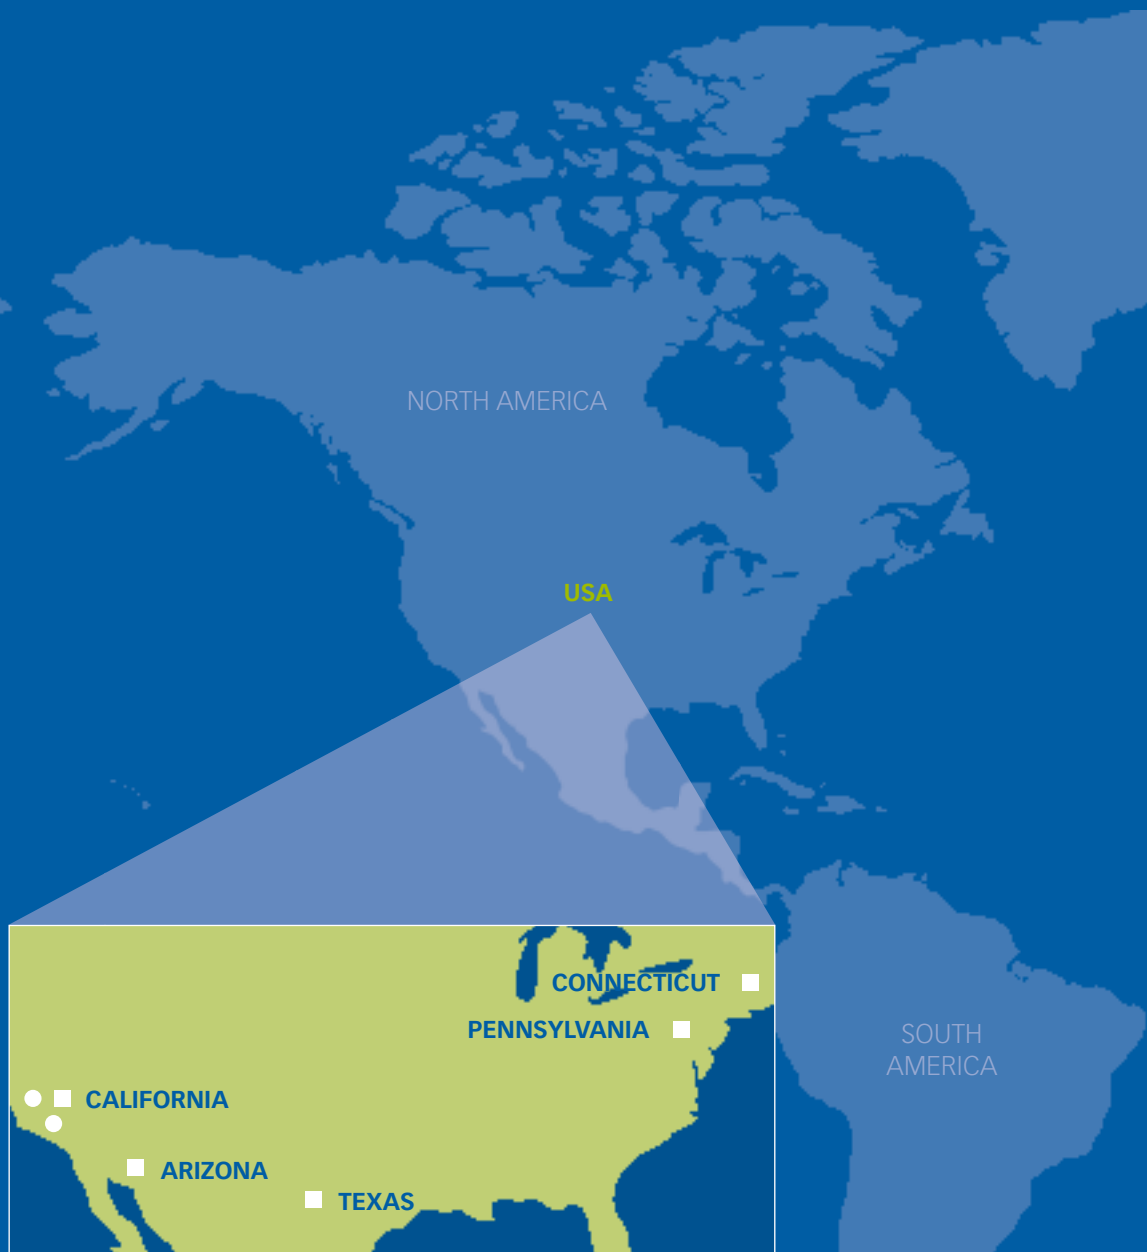 NORTH AMERICA
USA
CONNECTICUT
PENNSYLVANIA
SOUTH
AMERICA
CALIFORNIA
ARIZONA
TEXAS